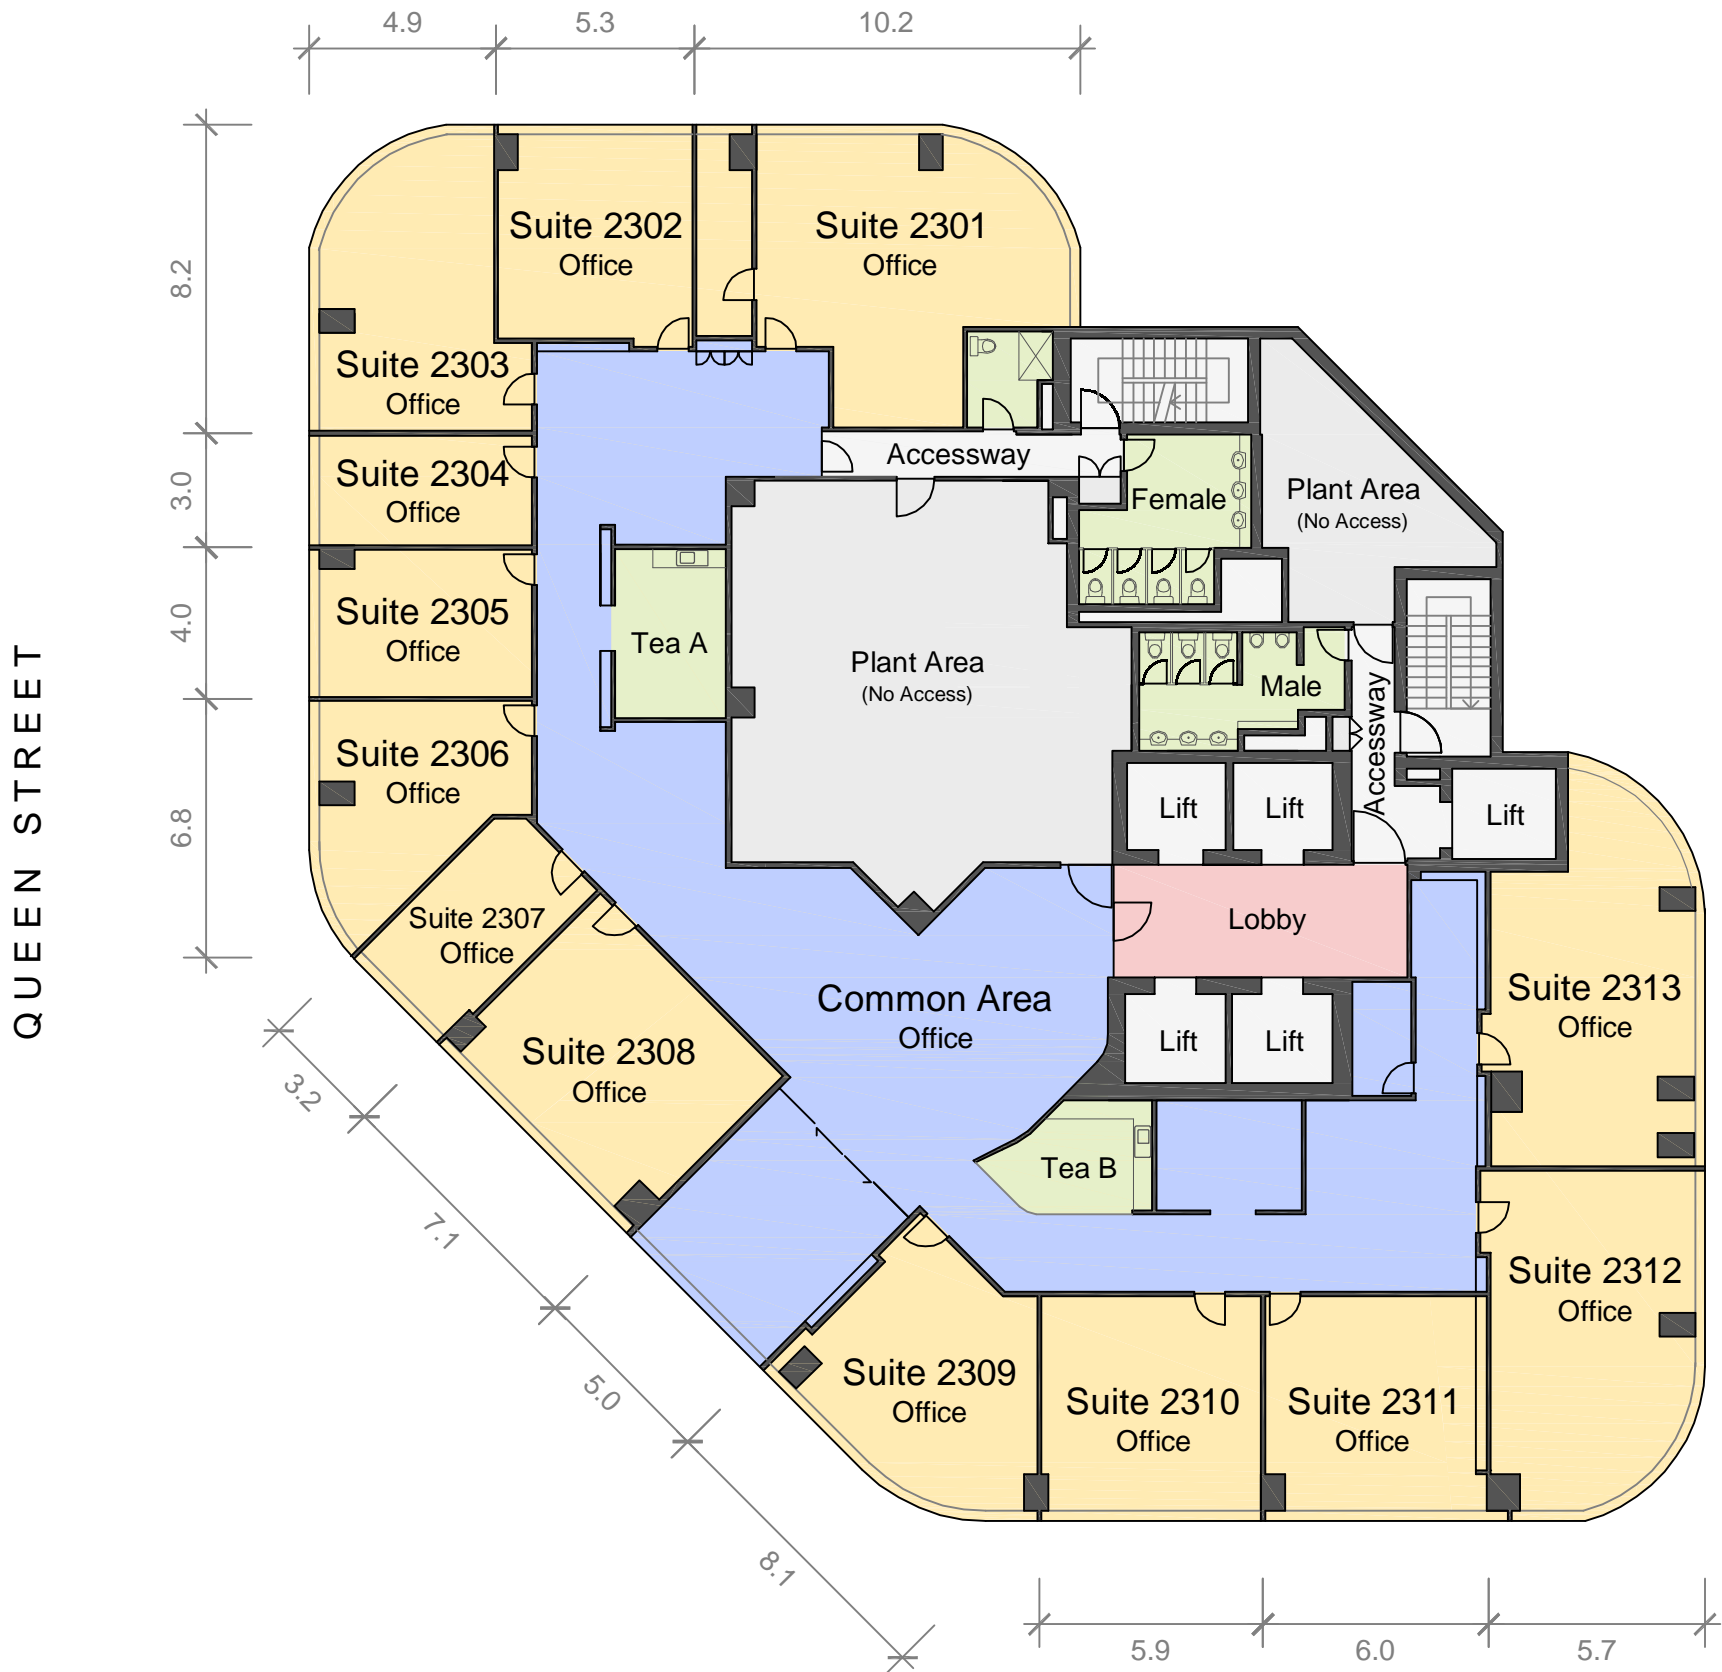 4.9
5.3
10.2
8.2
3.0
4.0
6.8
QUEEN STREET
Suite 2302
Office
Suite 2301
Office
Suite 2303
Office
Suite 2304
Office
Accessway
Female
Plant Area
(No Access)
Suite 2305
Office
Tea A
Plant Area
(No Access)
Male
Accessway
Suite 2306
Office
Lift
Lift
Lift
Suite 2307
Office
Lobby
Common Area
Office
Suite 2313
Office
Suite 2308
Office
Lift
Lift
Tea B
3.2
7.1
5.0
8.1
Suite 2312
Office
Suite 2309
Office
Suite 2310
Office
Suite 2311
Office
5.9
6.0
5.7